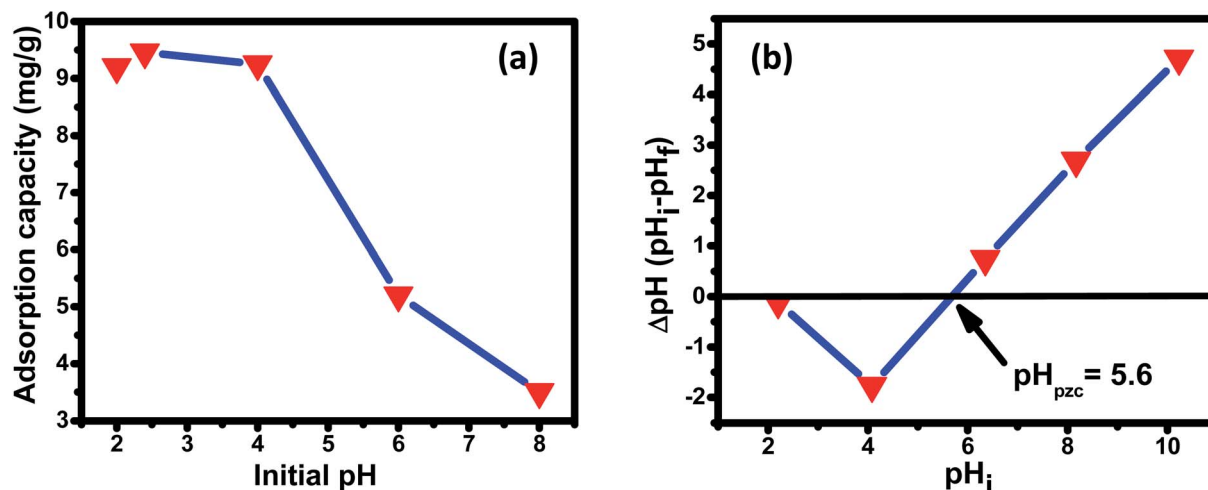 (a)
Adsorption capacity (mg/g)
10
9
8
7
6
5
4
3
2 3 4 5 6 7 8
Initial pH
(b)
ΔpH (pHi-pHf)
5
4
3
2
1
0
-1
-2
pHpzc= 5.6
2 4 6 8 10
pHi